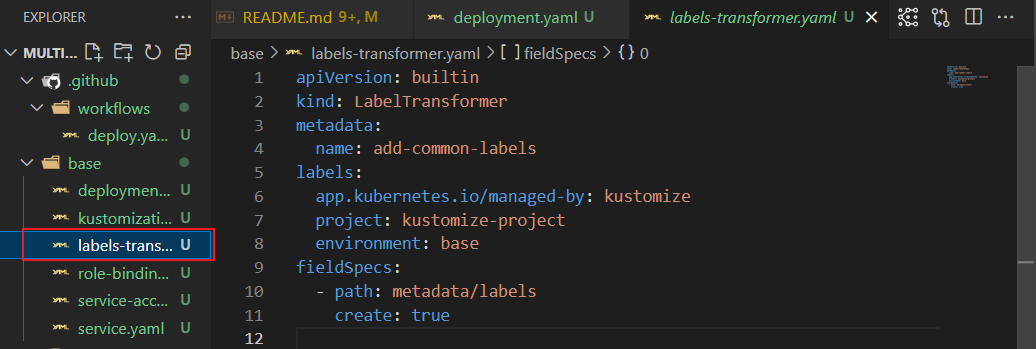 EXPLORER
MULTI...
.github
workflows
deploy.ya... U
base
deploymen... U
kustomizati... U
labels-trans... U
role-bindin... U
service-acc... U
service.yaml U
README.md 9+, M
deployment.yaml U
labels-transformer.yaml U
base > labels-transformer.yaml > [ ] fieldSpecs > {} 0
1 apiVersion: builtin
2 kind: LabelTransformer
3 metadata:
4 name: add-common-labels
5 labels:
6 app.kubernetes.io/managed-by: kustomize
7 project: kustomize-project
8 environment: base
9 fieldSpecs:
10 - path: metadata/labels
11 create: true
12